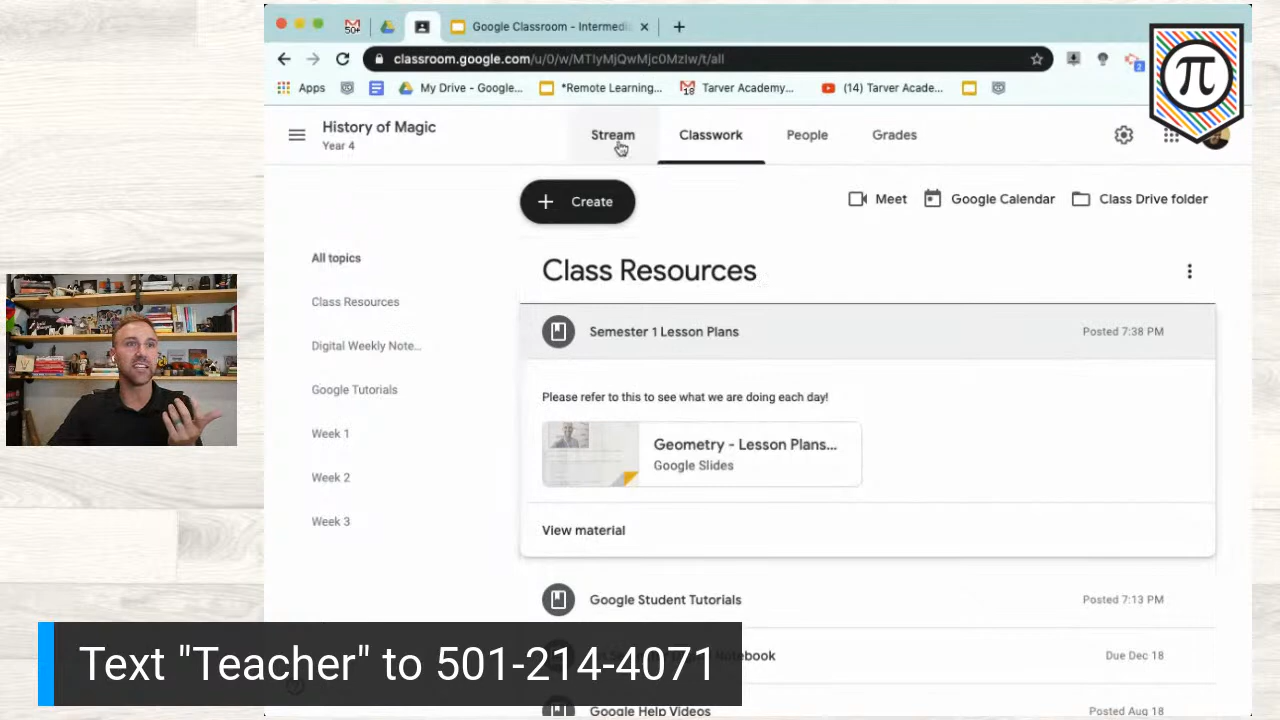 50+
Google Classroom - Intermedi
classroom.google.com/u/0/w/MTIyMjQwMjc0MzIw/t/all
2
Apps
My Drive - Google...
*Remote Learning...
18
Tarver Academy...
(14) Tarver Acade...
π
History of Magic
Year 4
Stream
Classwork
People
Grades
+ Create
Meet
Google Calendar
Class Drive folder
All topics
Class Resources
Digital Weekly Note...
Google Tutorials
Week 1
Week 2
Week 3
Class Resources
Semester 1 Lesson Plans
Posted 7:38 PM
Please refer to this to see what we are doing each day!
Geometry - Lesson Plans...
Google Slides
View material
Google Student Tutorials
Posted 7:13 PM
Notebook
Due Dec 18
Google Help Videos
Posted Aug 18
Text "Teacher" to 501-214-4071